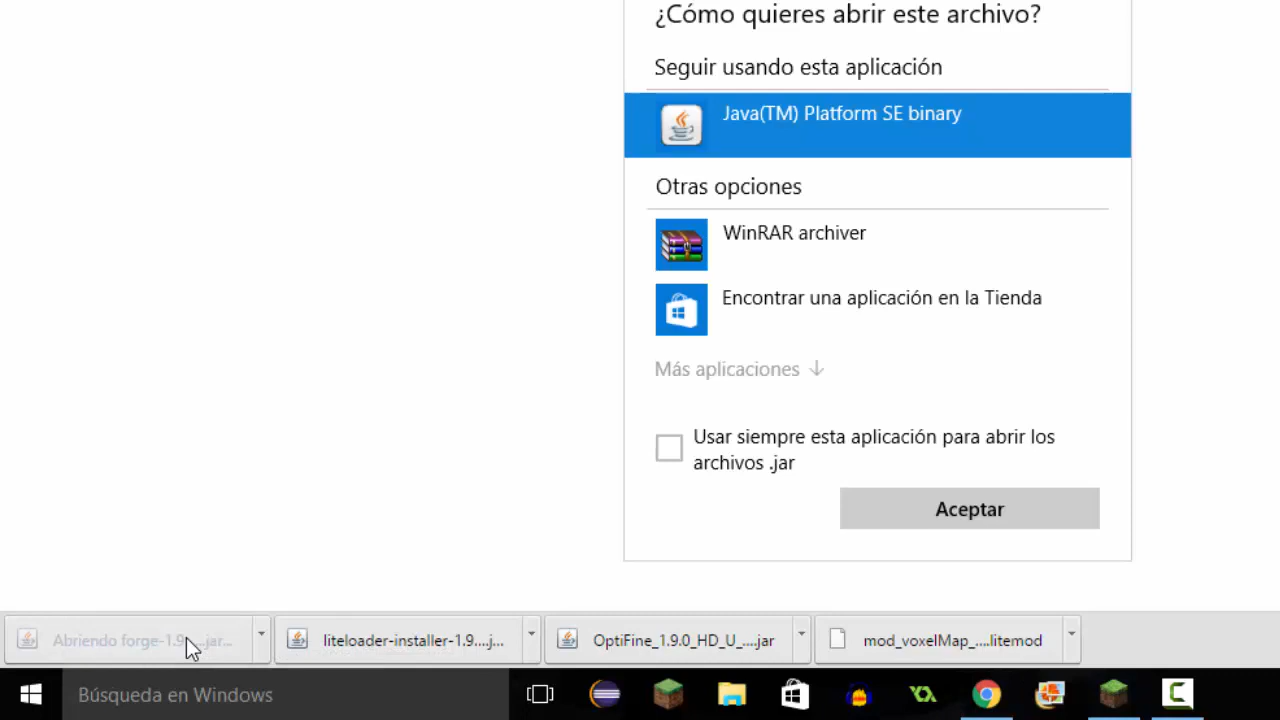 ¿Cómo quieres abrir este archivo?
Seguir usando esta aplicación
Java(TM) Platform SE binary
Otras opciones
WinRAR archiver
Encontrar una aplicación en la Tienda
Más aplicaciones
Usar siempre esta aplicación para abrir los
archivos .jar
Aceptar
Abriendo forge-1.9....jar...
liteloader-installer-1.9....j...
OptiFine_1.9.0_HD_U_....jar
mod_voxelMap_....litemod
Búsqueda en Windows